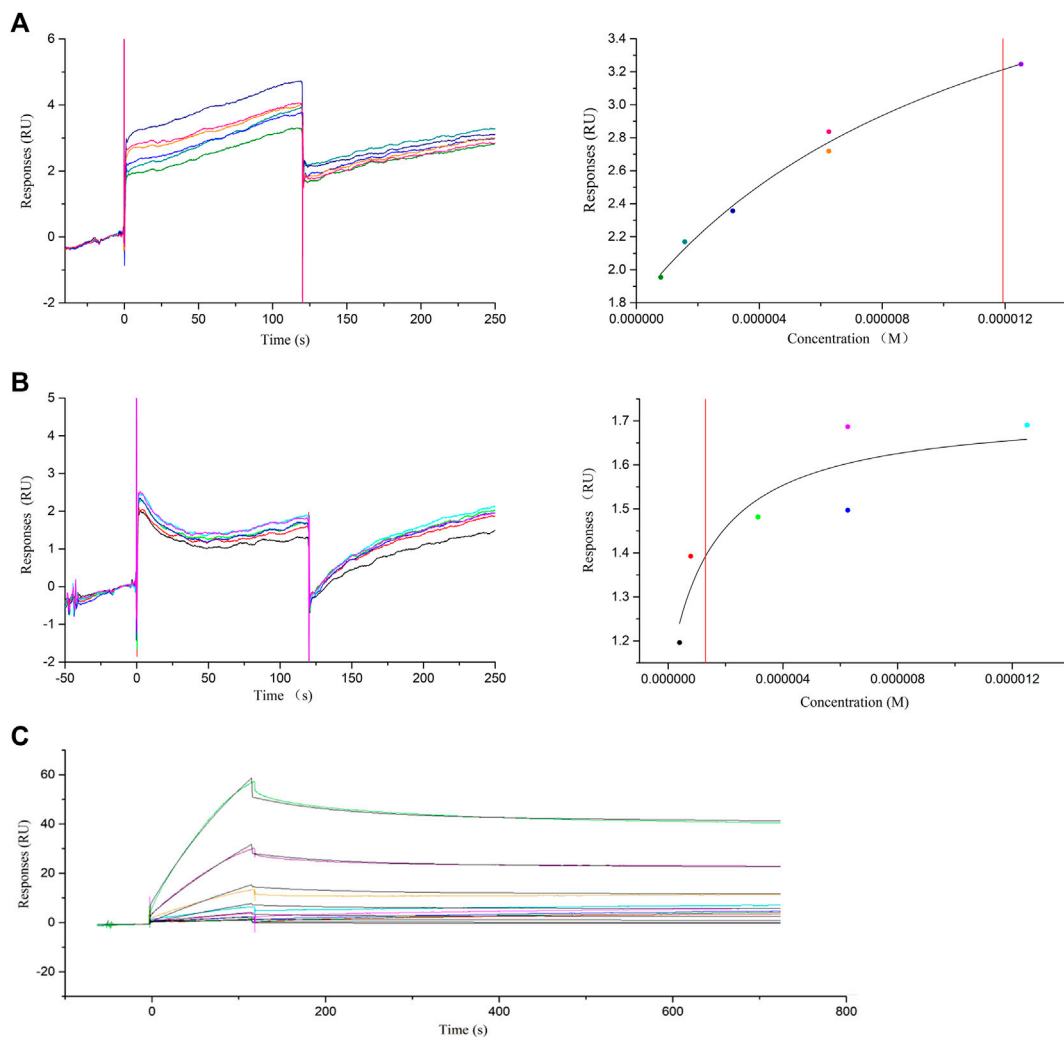 A
6
4
2
0
-2
Responses (RU)
0 50 100 150 200 250
Time (s)
3.4
3.2
3.0
2.8
2.6
2.4
2.2
2.0
1.8
Responses (RU)
0.000000 0.000004 0.000008 0.000012
Concentration （M）
B
5
4
3
2
1
0
-1
-2
Responses (RU)
-50 0 50 100 150 200 250
Time （s)
1.7
1.6
1.5
1.4
1.3
1.2
Responses （RU)
0.000000 0.000004 0.000008 0.000012
Concentration (M)
C
60
40
20
0
-20
Responses (RU)
0 200 400 600 800
Time (s)